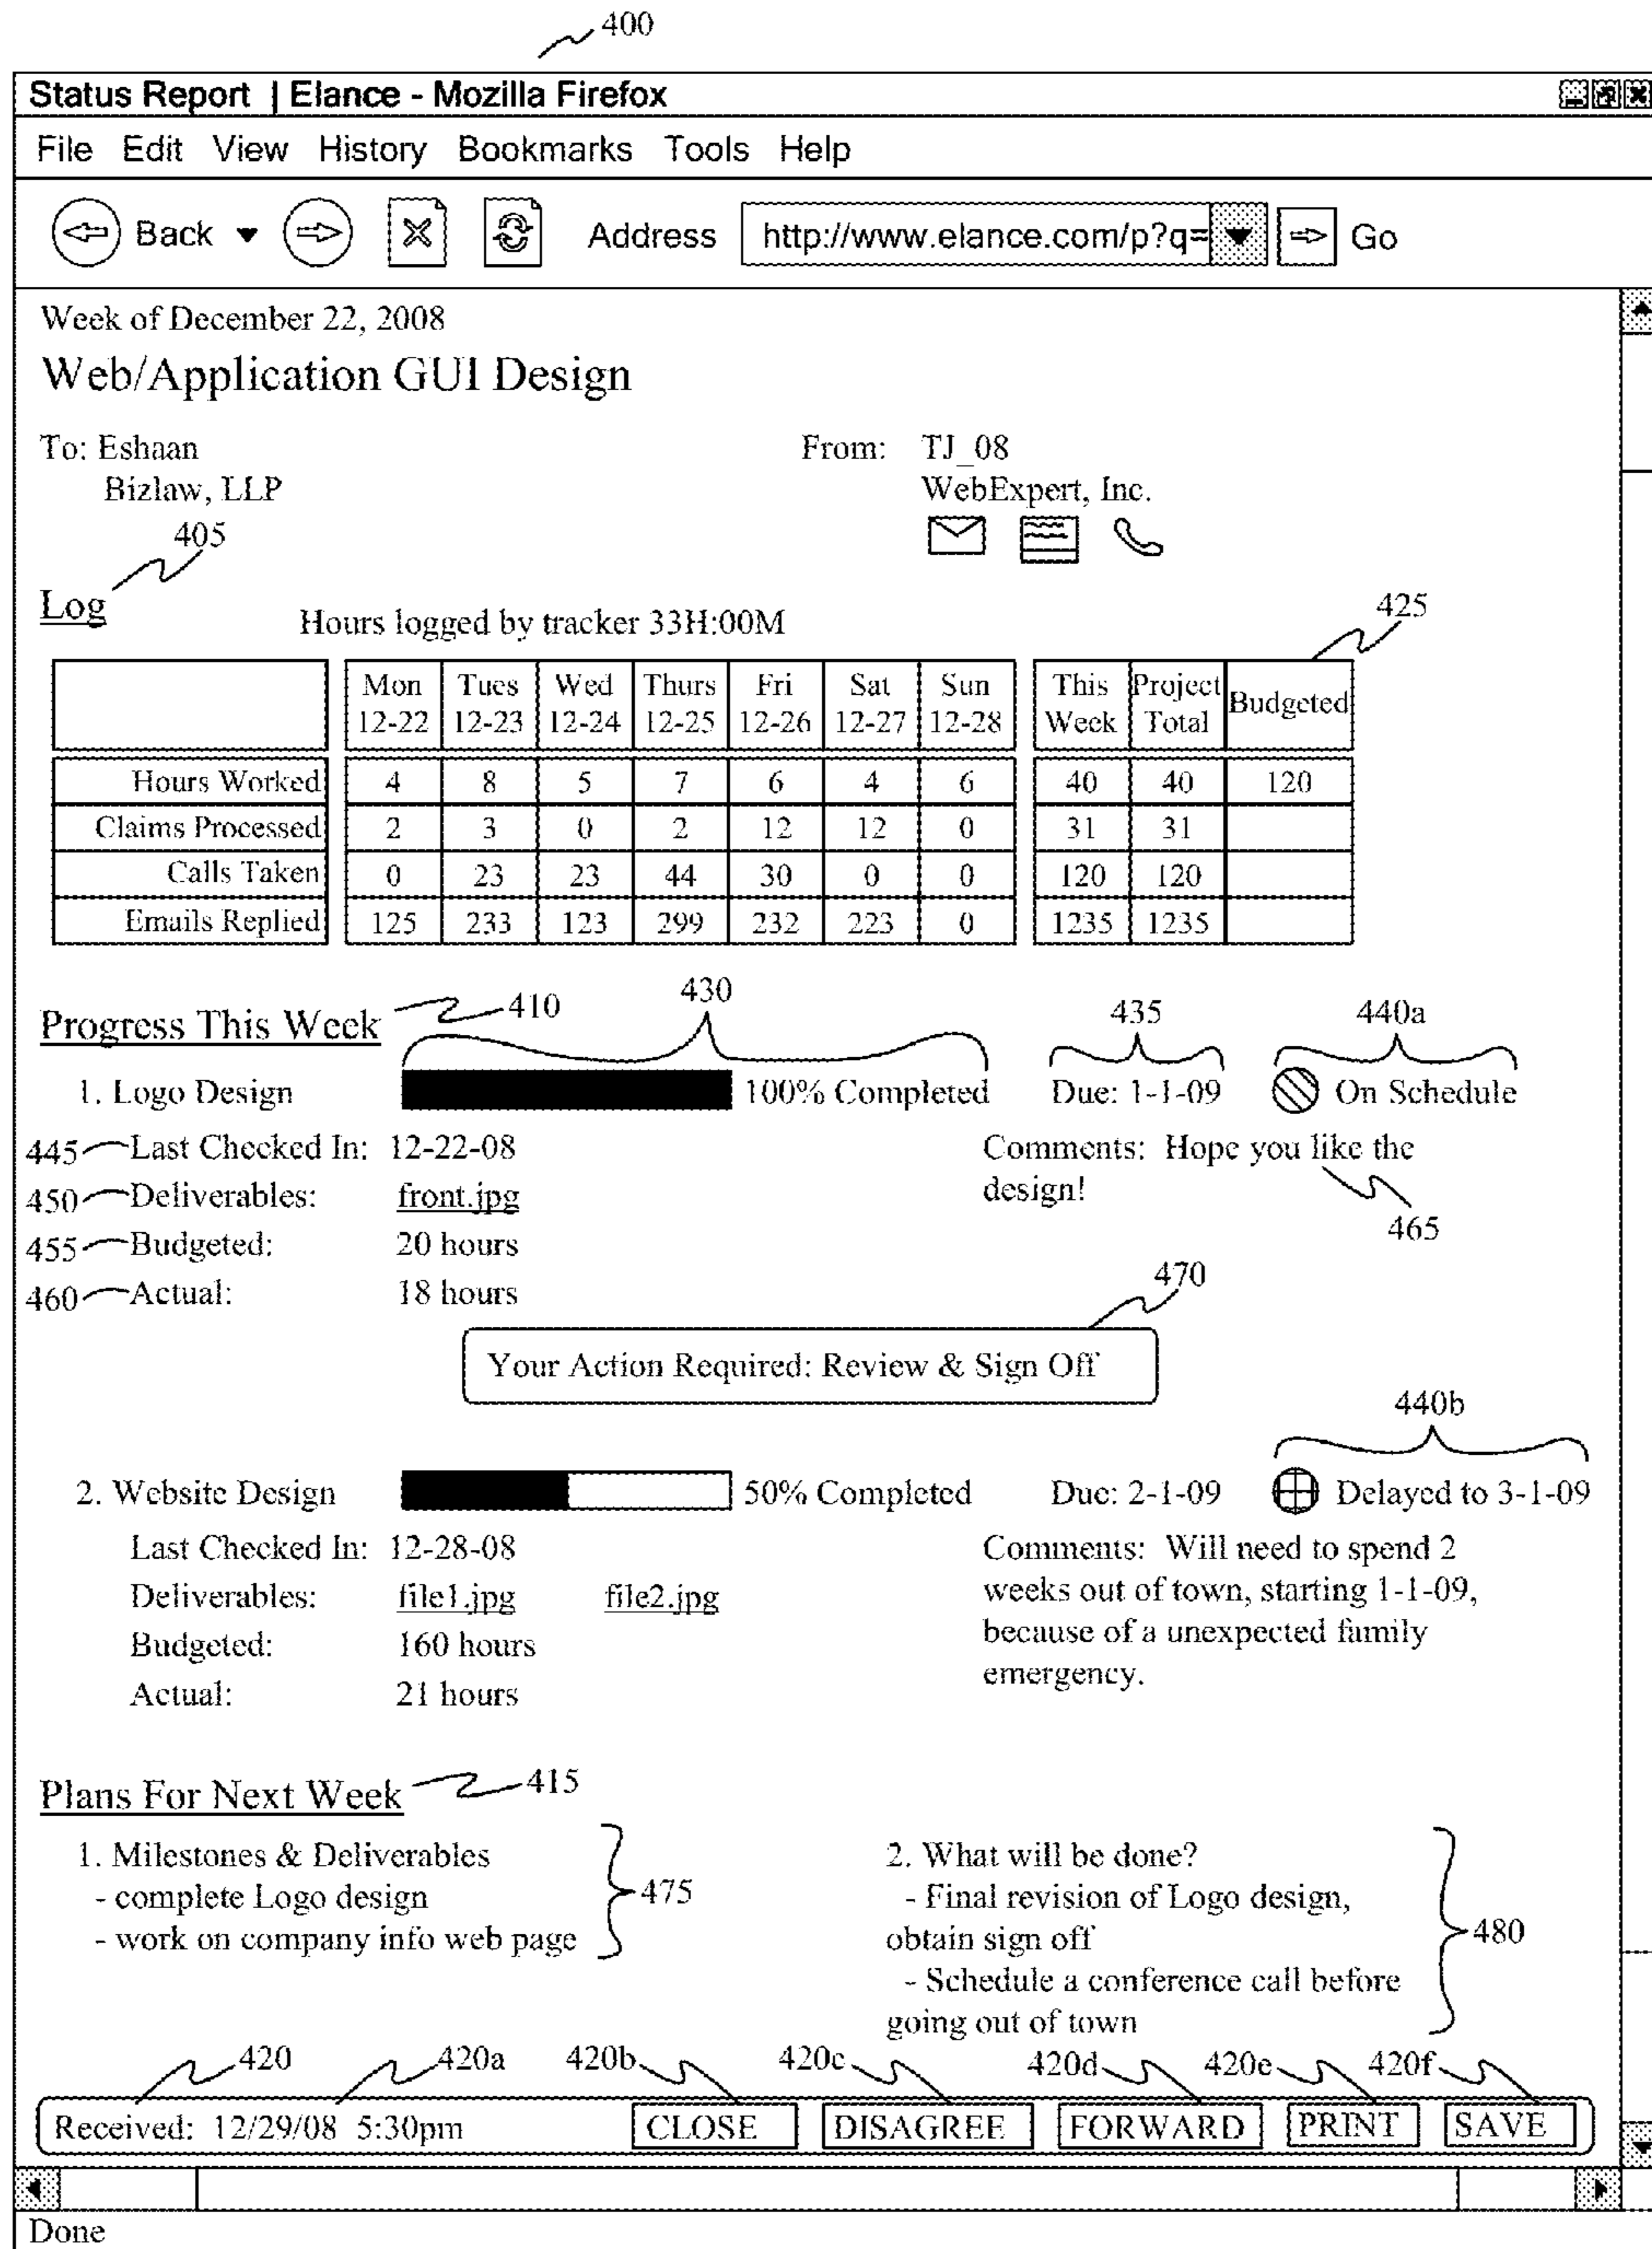 400
Status Report | Elance - Mozilla Firefox
File Edit View History Bookmarks Tools Help
Back Address http://www.elance.com/p?q= Go
Week of December 22, 2008
Web/Application GUI Design
To: Eshaan From: TJ_08
Bizlaw, LLP WebExpert, Inc.
405
Log
Hours logged by tracker 33H:00M
425
Mon Tues Wed Thurs Fri Sat Sun This Project Budgeted
12-22 12-23 12-24 12-25 12-26 12-27 12-28 Week Total
Hours Worked 4 8 5 7 6 4 6 40 40 120
Claims Processed 2 3 0 2 12 12 0 31 31
Calls Taken 0 23 23 44 30 0 0 120 120
Emails Replied 125 233 123 299 232 223 0 1235 1235
Progress This Week 410 430 435 440a
1. Logo Design 100% Completed Due: 1-1-09 On Schedule
445 Last Checked In: 12-22-08 Comments: Hope you like the
450 Deliverables: front.jpg design!
455 Budgeted: 20 hours 465
460 Actual: 18 hours
470
Your Action Required: Review & Sign Off
440b
2. Website Design 50% Completed Due: 2-1-09 Delayed to 3-1-09
Last Checked In: 12-28-08 Comments: Will need to spend 2
Deliverables: file1.jpg file2.jpg weeks out of town, starting 1-1-09,
Budgeted: 160 hours because of a unexpected family
Actual: 21 hours emergency.
Plans For Next Week 415
1. Milestones & Deliverables 2. What will be done?
- complete Logo design 475 - Final revision of Logo design,
- work on company info web page obtain sign off 480
- Schedule a conference call before
going out of town
420 420a 420b 420c 420d 420e 420f
Received: 12/29/08 5:30pm CLOSE DISAGREE FORWARD PRINT SAVE
Done